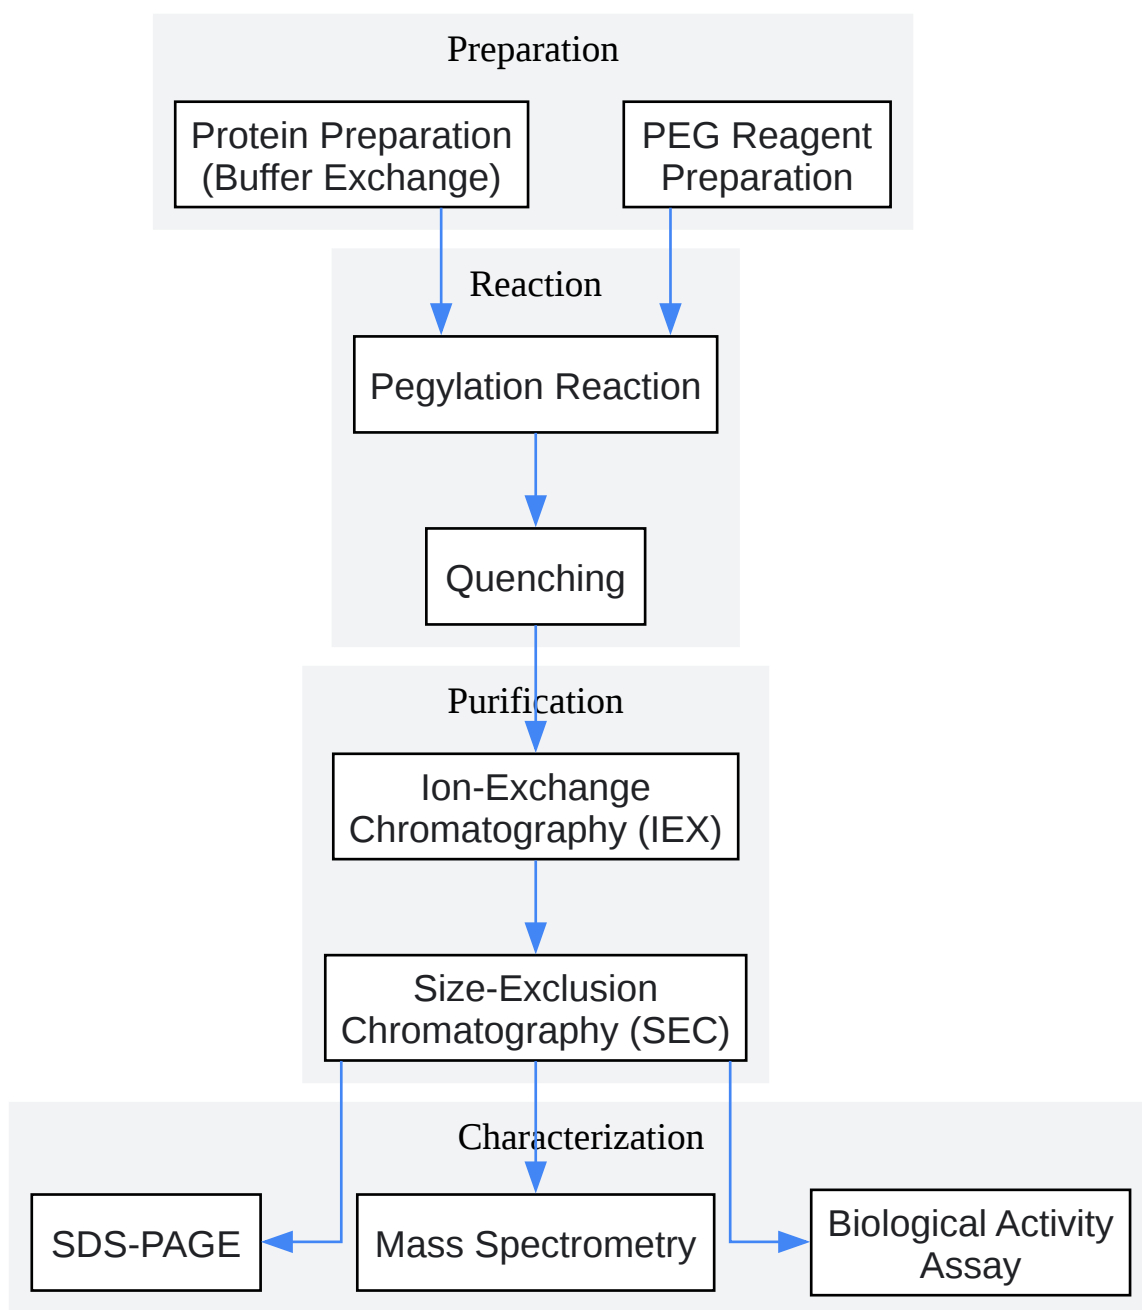 Preparation
Protein Preparation
(Buffer Exchange)
PEG Reagent
Preparation
Reaction
Pegylation Reaction
Quenching
Purification
Ion-Exchange
Chromatography (IEX)
Size-Exclusion
Chromatography (SEC)
Characterization
SDS-PAGE
Mass Spectrometry
Biological Activity
Assay